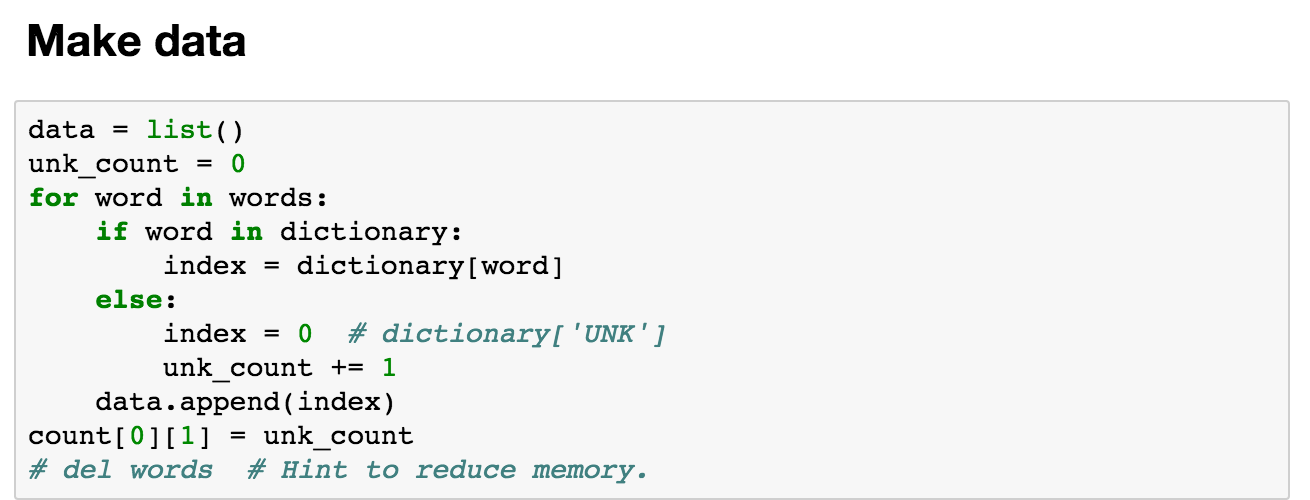 Make data
data = list()
unk_count = 0
for word in words:
    if word in dictionary:
        index = dictionary[word]
    else:
        index = 0  # dictionary['UNK']
        unk_count += 1
    data.append(index)
count[0][1] = unk_count
# del words  # Hint to reduce memory.